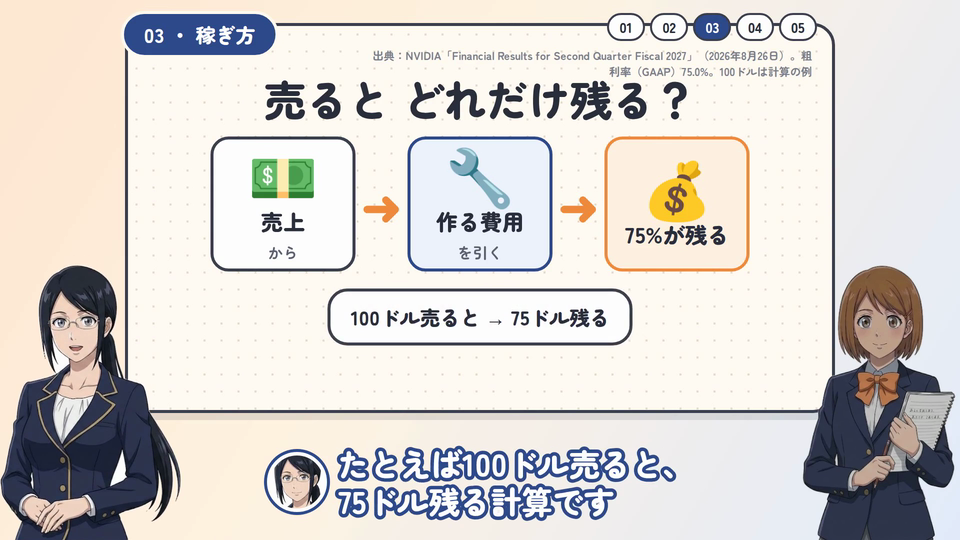 03 ・ 稼ぎ方
01 02 03 04 05
出典：NVIDIA「Financial Results for Second Quarter Fiscal 2027」（2026年8月26日）。粗
利率（GAAP）75.0%。100ドルは計算の例
売ると どれだけ残る？
売上
から
作る費用
を引く
75%が残る
100ドル売ると → 75ドル残る
たとえば100ドル売ると、
75ドル残る計算です